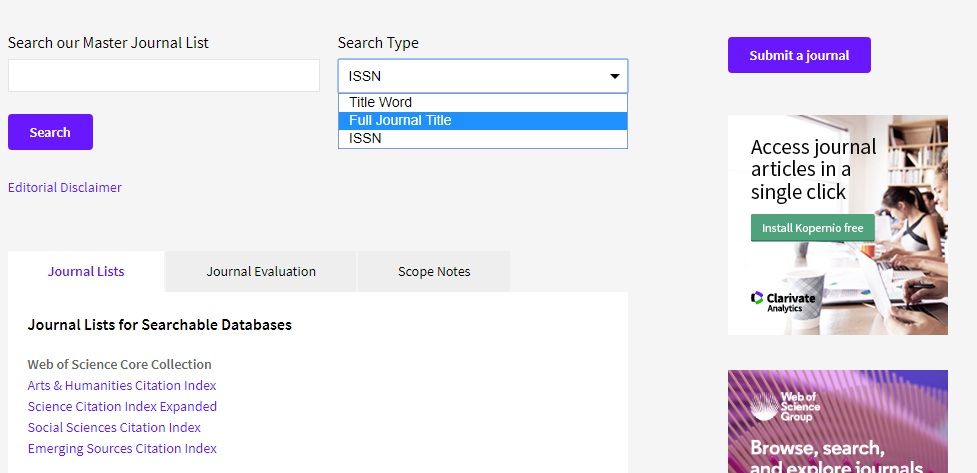 Search our Master Journal List
Search Type
Submit a journal
ISSN
Title Word
Full Journal Title
ISSN
Search
Editorial Disclaimer
Access journal
articles in a
single click
Install Kopernio free
Clarivate
Analytics
Journal Lists
Journal Evaluation
Scope Notes
Journal Lists for Searchable Databases
Web of Science Core Collection
Arts & Humanities Citation Index
Science Citation Index Expanded
Social Sciences Citation Index
Emerging Sources Citation Index
Web of
Science
Group
Browse, search,
and explore journals